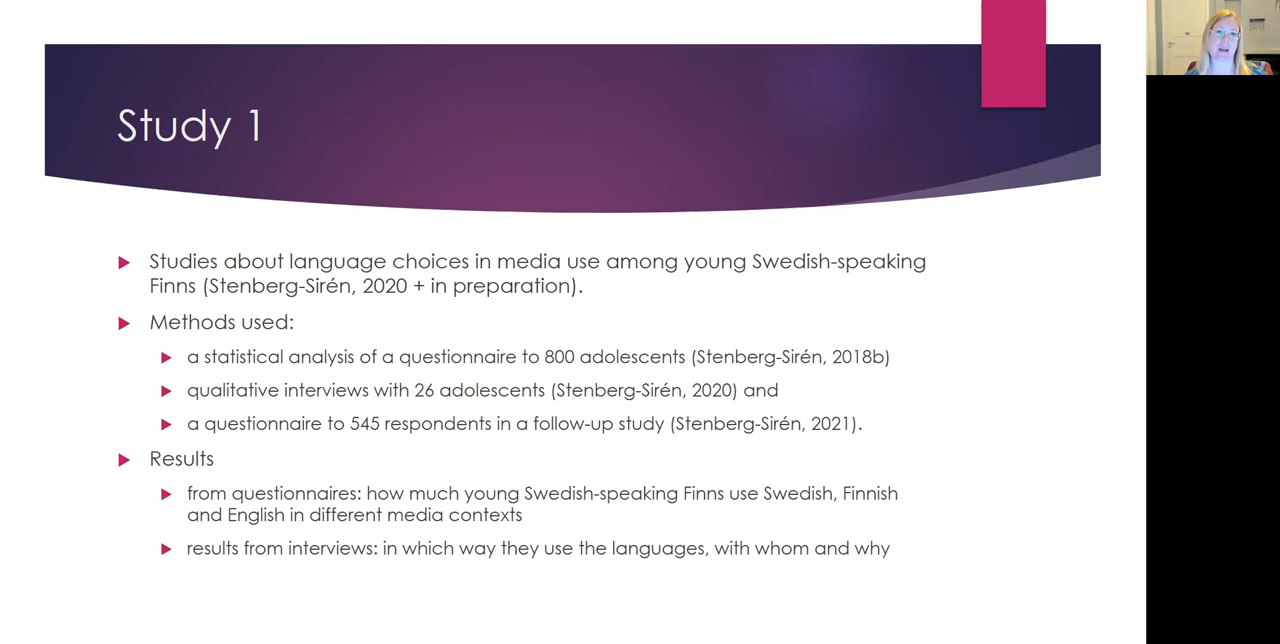 Study 1
Studies about language choices in media use among young Swedish-speaking
Finns (Stenberg-Sirén, 2020 + in preparation).
Methods used:
a statistical analysis of a questionnaire to 800 adolescents (Stenberg-Sirén, 2018b)
qualitative interviews with 26 adolescents (Stenberg-Sirén, 2020) and
a questionnaire to 545 respondents in a follow-up study (Stenberg-Sirén, 2021).
Results
from questionnaires: how much young Swedish-speaking Finns use Swedish, Finnish
and English in different media contexts
results from interviews: in which way they use the languages, with whom and why